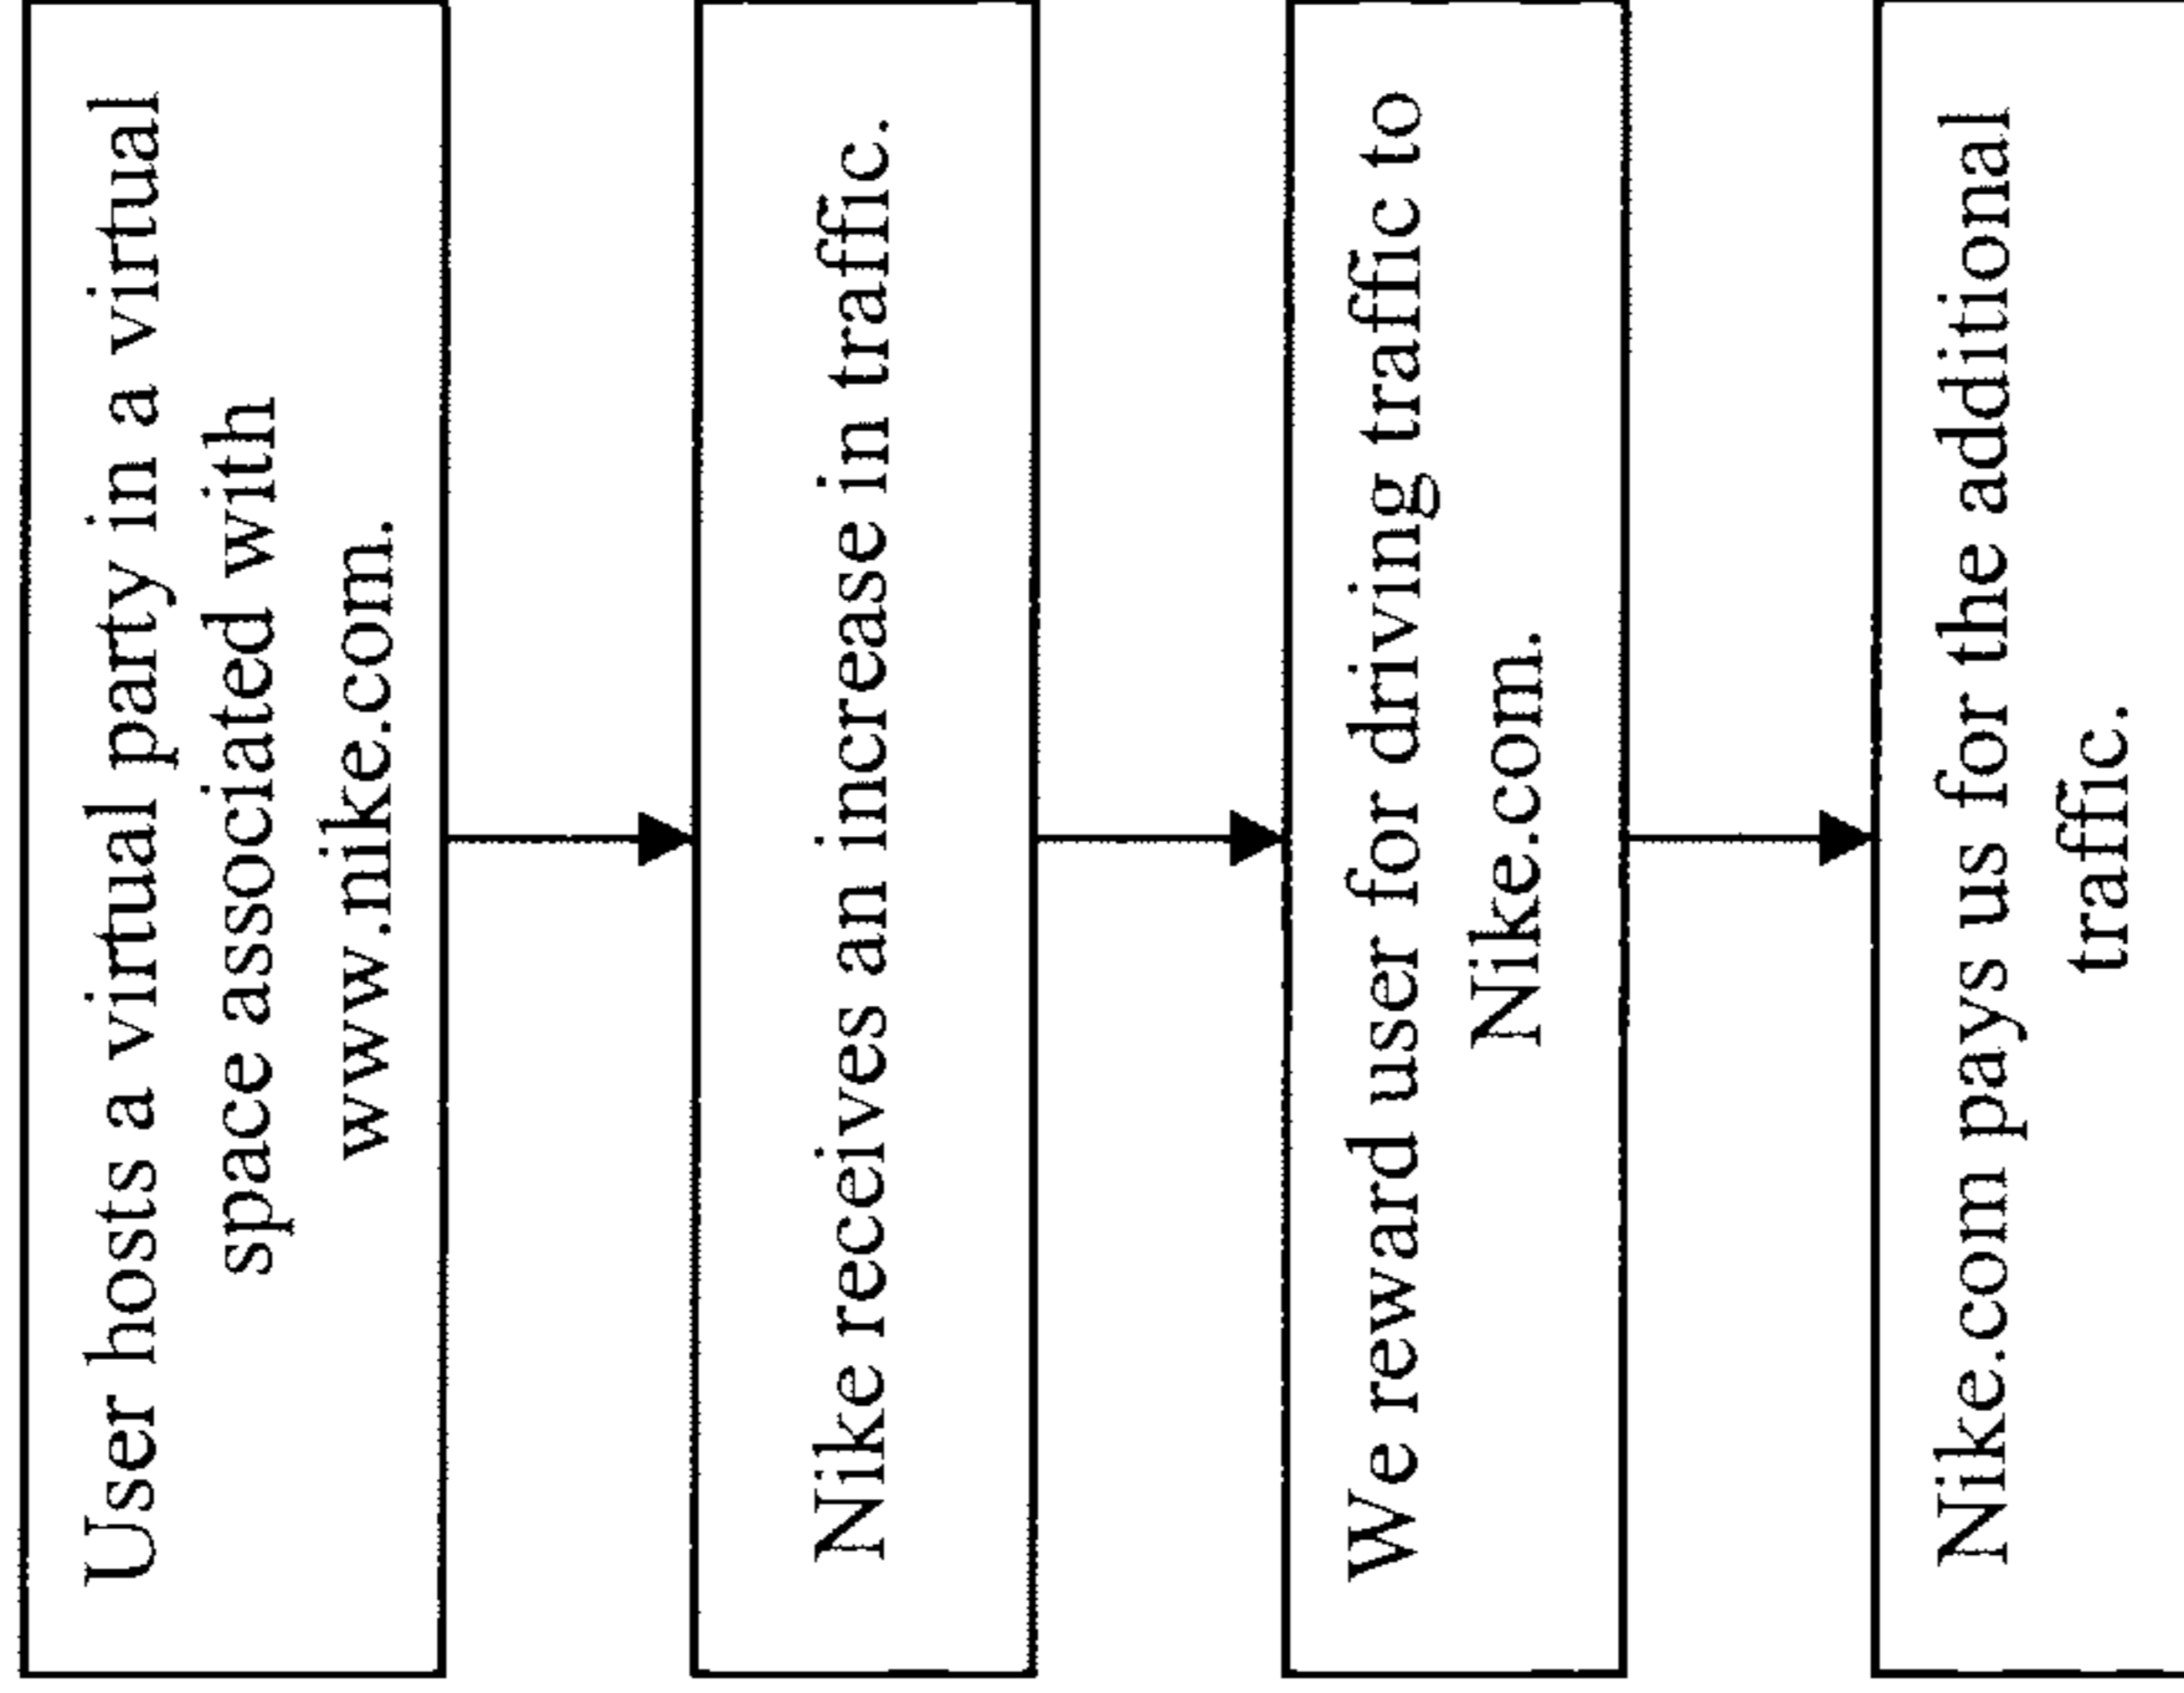 User hosts a virtual party in a virtual
space associated with
www.nike.com.
Nike receives an increase in traffic.
We reward user for driving traffic to
Nike.com.
Nike.com pays us for the additional
traffic.